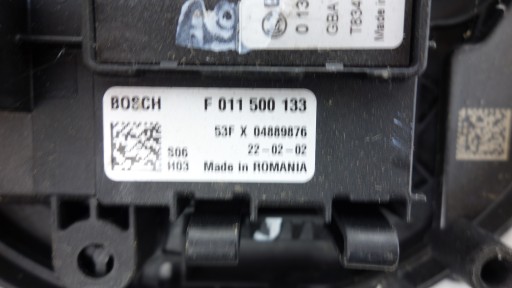 0 13
GBA
T834
Made in
BOSCH F 011 500 133
53F X 04889876
S06 22-02-02
H03 Made in ROMANIA